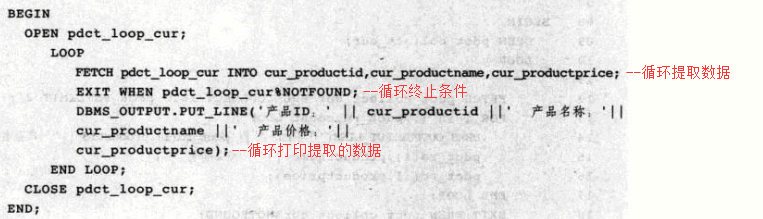 BEGIN
OPEN pdct_loop_cur;
LOOP
FETCH pdct_loop_cur INTO cur_productid,cur_productname,cur_productprice; --循环提取数据
EXIT WHEN pdct_loop_cur%NOTFOUND; --循环终止条件
DBMS_OUTPUT.PUT_LINE('产品ID: ' || cur_productid ||' 产品名称: '||
cur_productname ||' 产品价格: '||
cur_productprice); --循环打印提取的数据
END LOOP;
CLOSE pdct_loop_cur;
END;